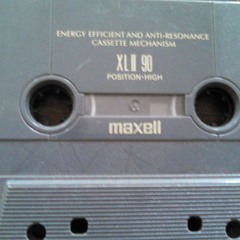 ENERGY EFFICIENT AND ANTI-RESONANCE
CASSETTE MECHANISM
XLII 90
POSITION-HIGH
maxell